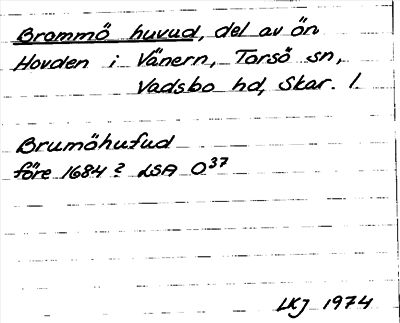 Brommö huvud, del av ön
Hovden i Vänern, Torsö sn,
Vadsbo hd, Skar. l.
Brumöhufud
före 1684? LSA O37
LKJ 1974